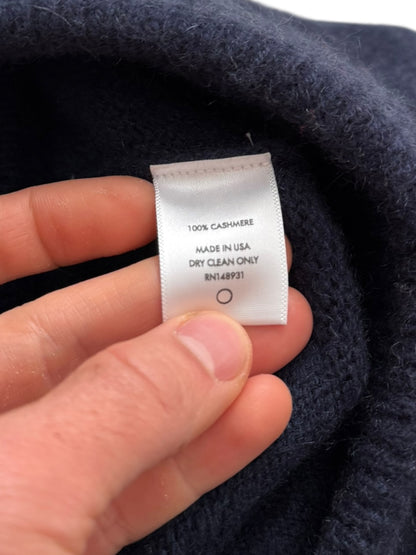 100% CASHMERE
MADE IN USA
DRY CLEAN ONLY
RN148931